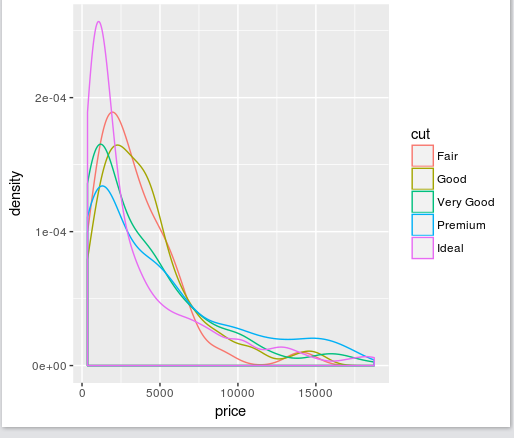 density
2e-04
1e-04
0e+00
0
5000
10000
15000
price
cut
Fair
Good
Very Good
Premium
Ideal